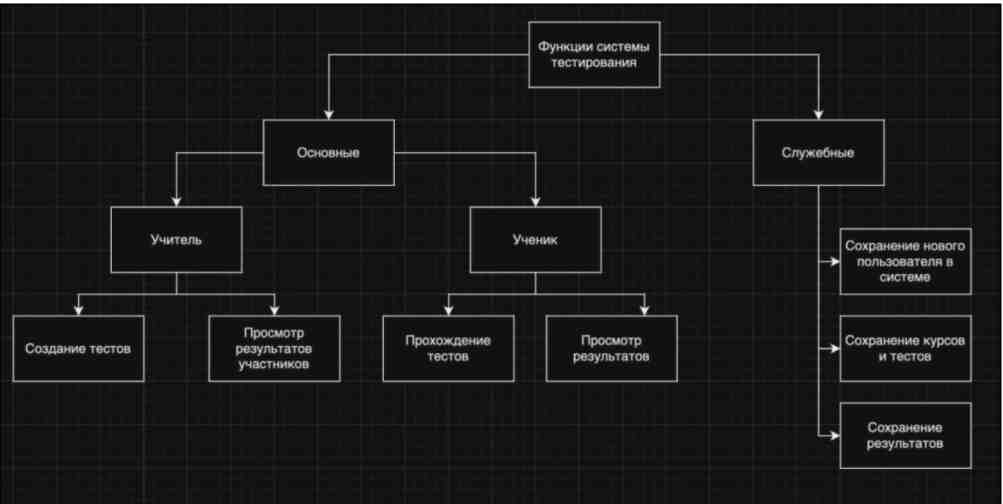 Функции системы
тестирования
Основные
Служебные
Учитель
Ученик
Сохранение нового
пользователя в
системе
Создание тестов
Просмотр
результатов
участников
Прохождение
тестов
Просмотр
результатов
Сохранение курсов
и тестов
Сохранение
результатов